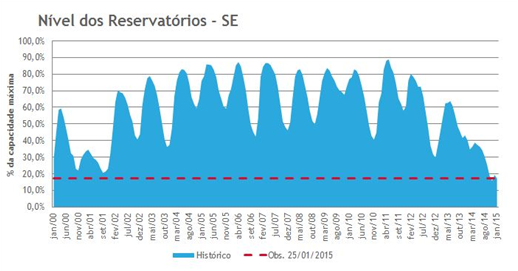 Nível dos Reservatórios - SE
% da capacidade maxima
100,0%
90,0%
80,0%
70,0%
60,0%
50,0%
40,0%
30,0%
20,0%
10,0%
0,0%
jan/00
jun/00
nov/00
abr/01
set/01
fev/02
jul/02
dez/02
mai/03
out/03
mar/04
ago/04
jan/05
jun/05
nov/05
abr/06
set/06
fev/07
jul/07
dez/07
mai/08
out/08
mar/09
ago/09
jan/10
jun/10
nov/10
abr/11
set/11
fev/12
jul/12
dez/12
mai/13
out/13
mar/14
ago/14
jan/15
Histórico
Obs. 25/01/2015